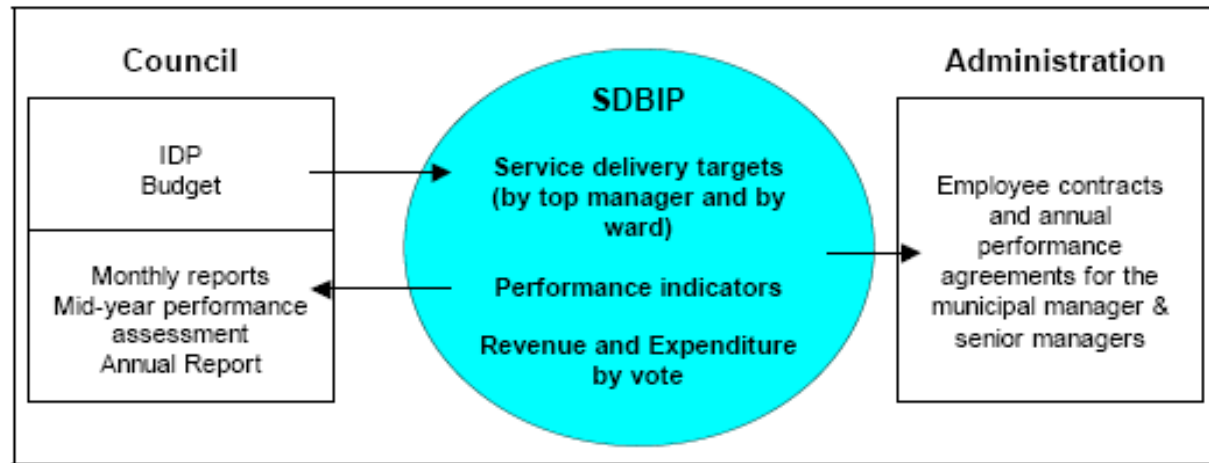 Council
IDP
Budget
Monthly reports
Mid-year performance
assessment
Annual Report
SDBIP
Service delivery targets
(by top manager and by
ward)
Performance indicators
Revenue and Expenditure
by vote
Administration
Employee contracts
and annual
performance
agreements for the
municipal manager &
senior managers